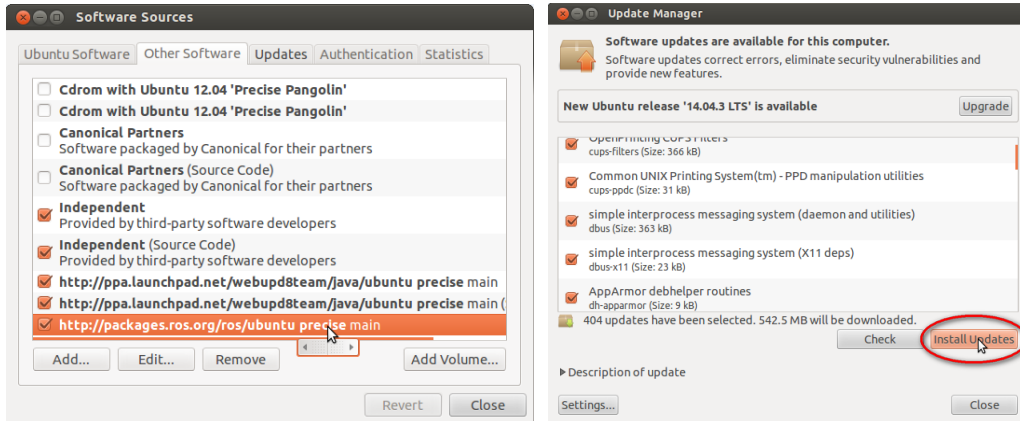 Software Sources
Ubuntu Software Other Software Updates Authentication Statistics
Cdrom with Ubuntu 12.04 'Precise Pangolin'
Cdrom with Ubuntu 12.04 'Precise Pangolin'
Canonical Partners
Software packaged by Canonical for their partners
Canonical Partners (Source Code)
Software packaged by Canonical for their partners
Independent
Provided by third-party software developers
Independent (Source Code)
Provided by third-party software developers
http://ppa.launchpad.net/webupd8team/java/ubuntu precise main
http://ppa.launchpad.net/webupd8team/java/ubuntu precise main (
http://packages.ros.org/ros/ubuntu precise main
Add... Edit... Remove Add Volume...
Revert Close
Update Manager
Software updates are available for this computer.
Software updates correct errors, eliminate security vulnerabilities and
provide new features.
New Ubuntu release '14.04.3 LTS' is available Upgrade
OpenPrinting CUPS Filters
cups-filters (Size: 366 kB)
Common UNIX Printing System(tm) - PPD manipulation utilities
cups-ppdc (Size: 31 kB)
simple interprocess messaging system (daemon and utilities)
dbus (Size: 363 kB)
simple interprocess messaging system (X11 deps)
dbus-x11 (Size: 23 kB)
AppArmor debhelper routines
dh-apparmor (Size: 9 kB)
404 updates have been selected. 542.5 MB will be downloaded.
Check Install Updates
Description of update
Settings... Close